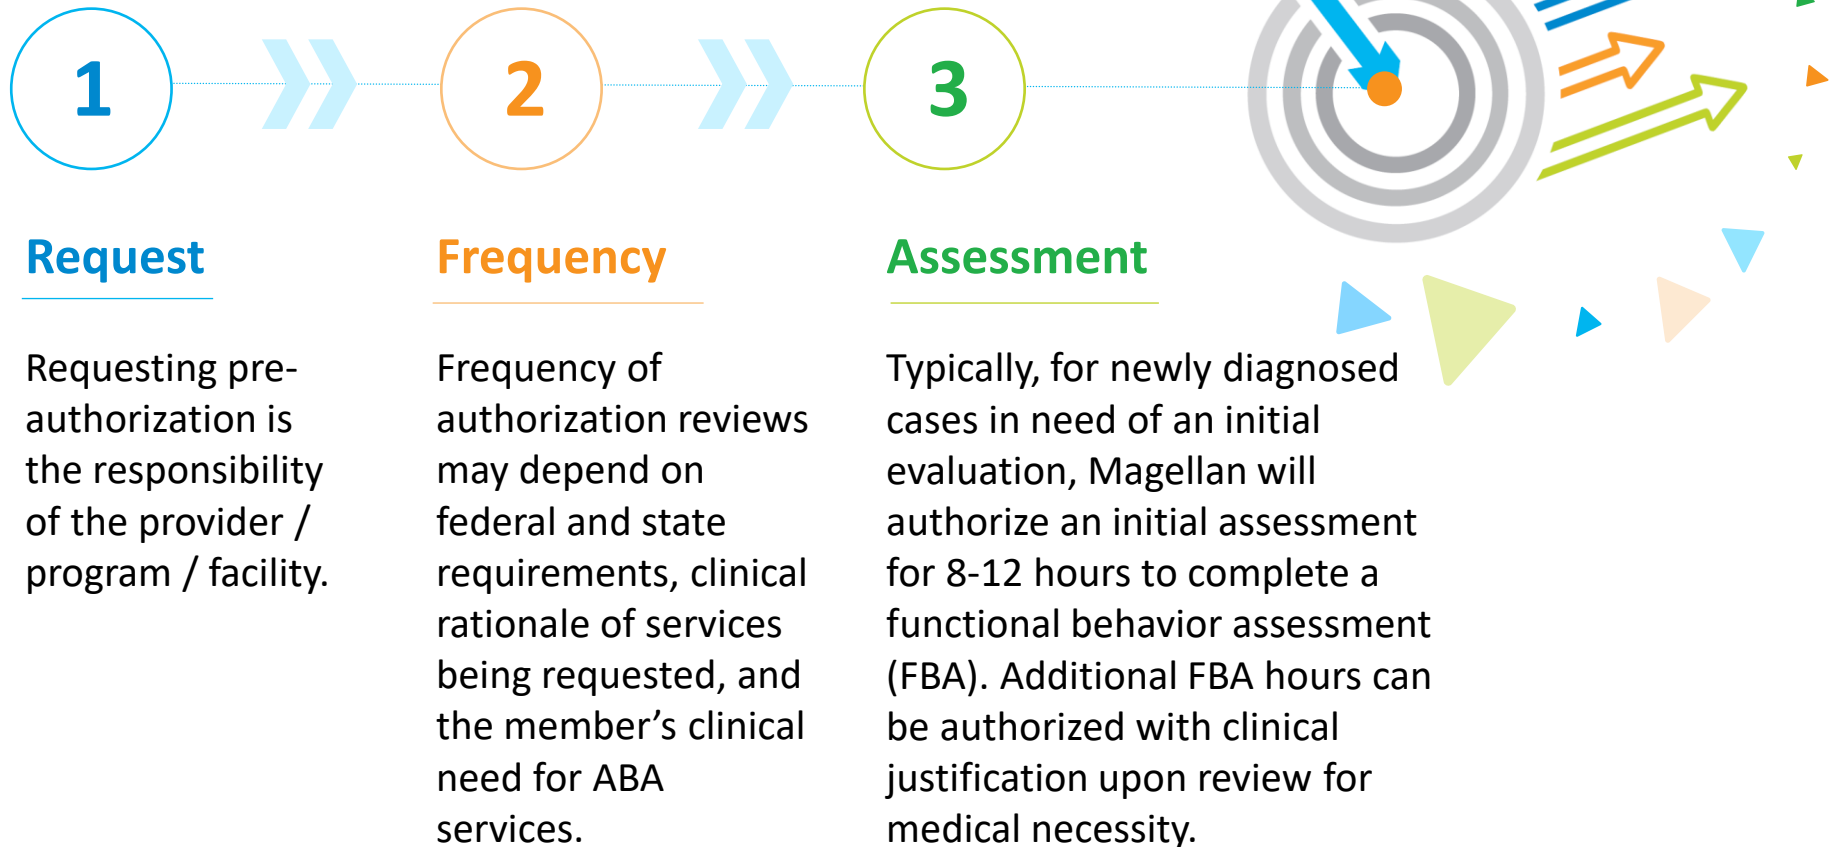 1
2
3
Request
Requesting pre-
authorization is
the responsibility
of the provider /
program / facility.
Frequency
Frequency of
authorization reviews
may depend on
federal and state
requirements, clinical
rationale of services
being requested, and
the member’s clinical
need for ABA
services.
Assessment
Typically, for newly diagnosed
cases in need of an initial
evaluation, Magellan will
authorize an initial assessment
for 8-12 hours to complete a
functional behavior assessment
(FBA). Additional FBA hours can
be authorized with clinical
justification upon review for
medical necessity.